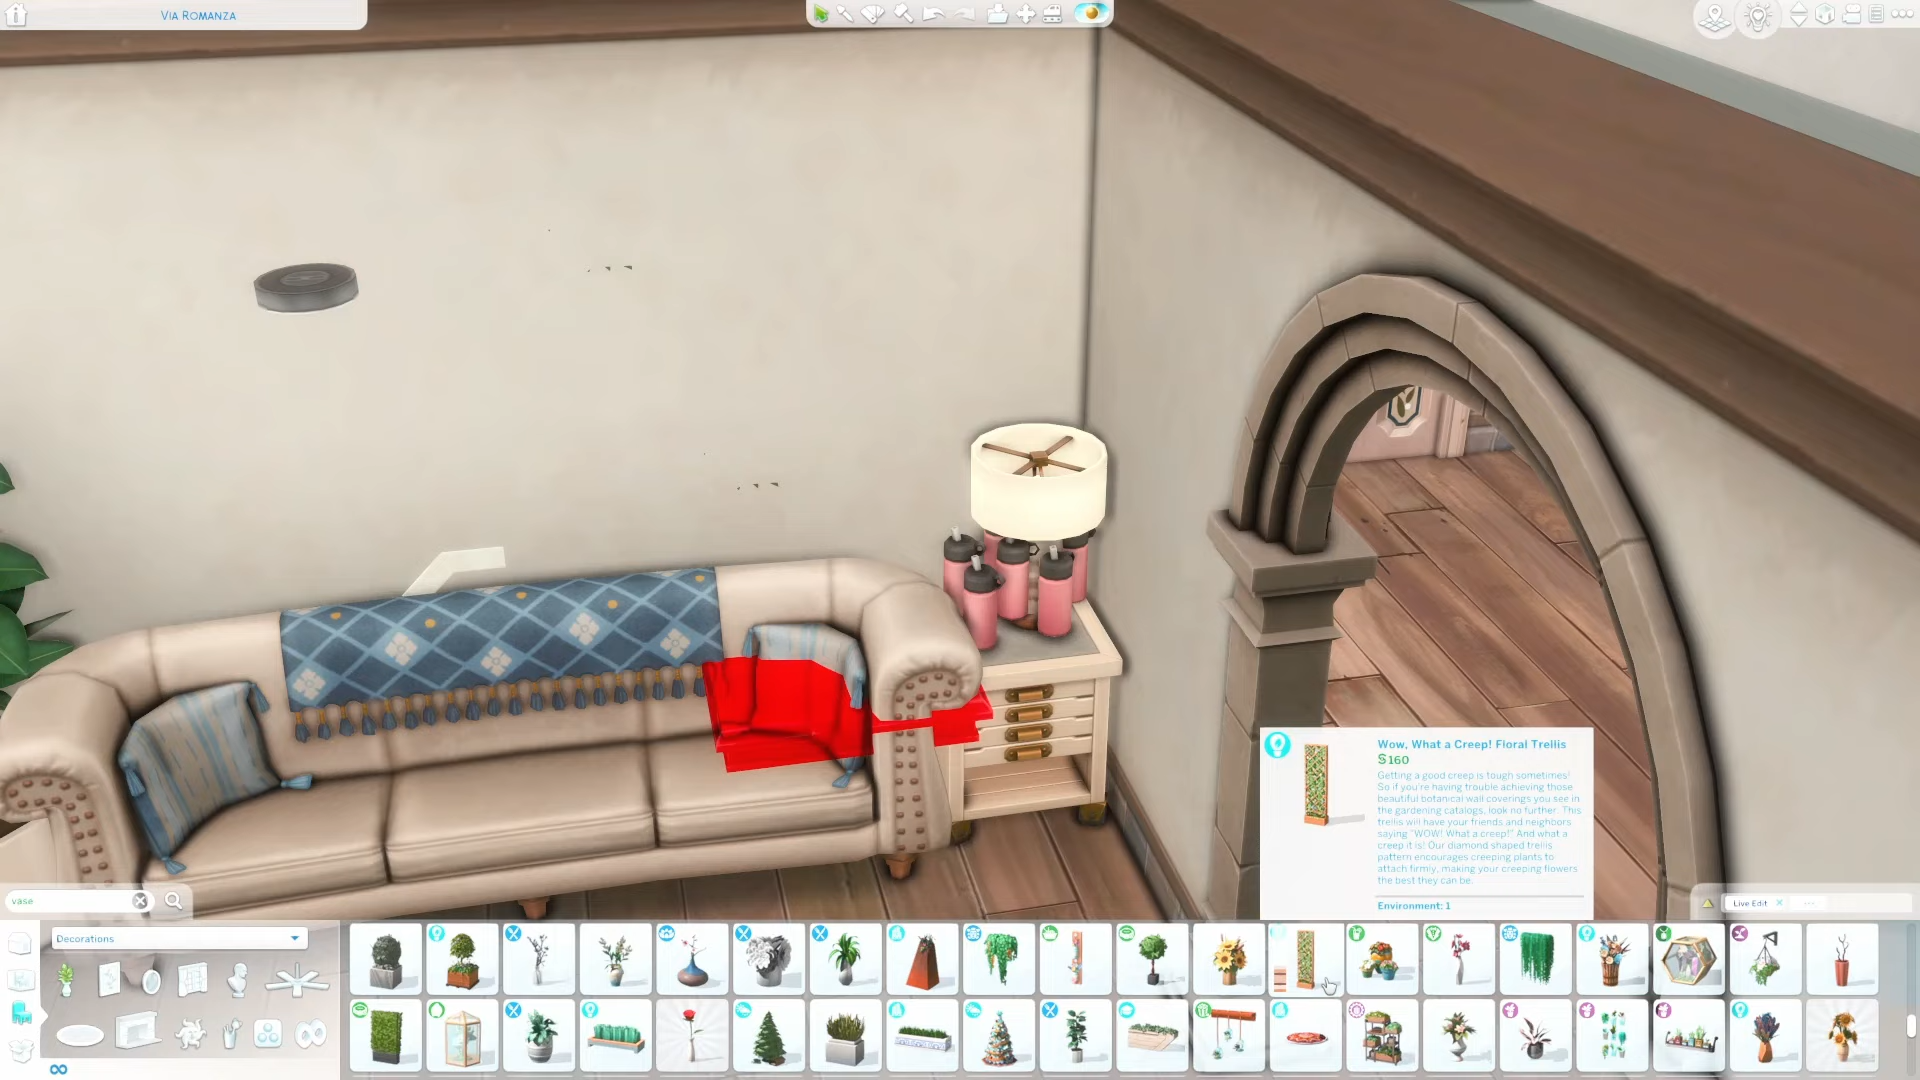 VIA ROMANZA
Wow, What a Creep! Floral Trellis
§160
Getting a good creep is tough sometimes!
So if you're having trouble achieving those
beautiful botanical wall coverings you see in
the gardening catalogs, look no further. This
trellis will have your friends and neighbors
saying "WOW! What a creep!" And what a
creep it is! Our diamond shaped trellis
pattern encourages creeping plants to
attach firmly, making your creeping flowers
the best they can be.
Environment: 1
vase
Live Edit
Decorations